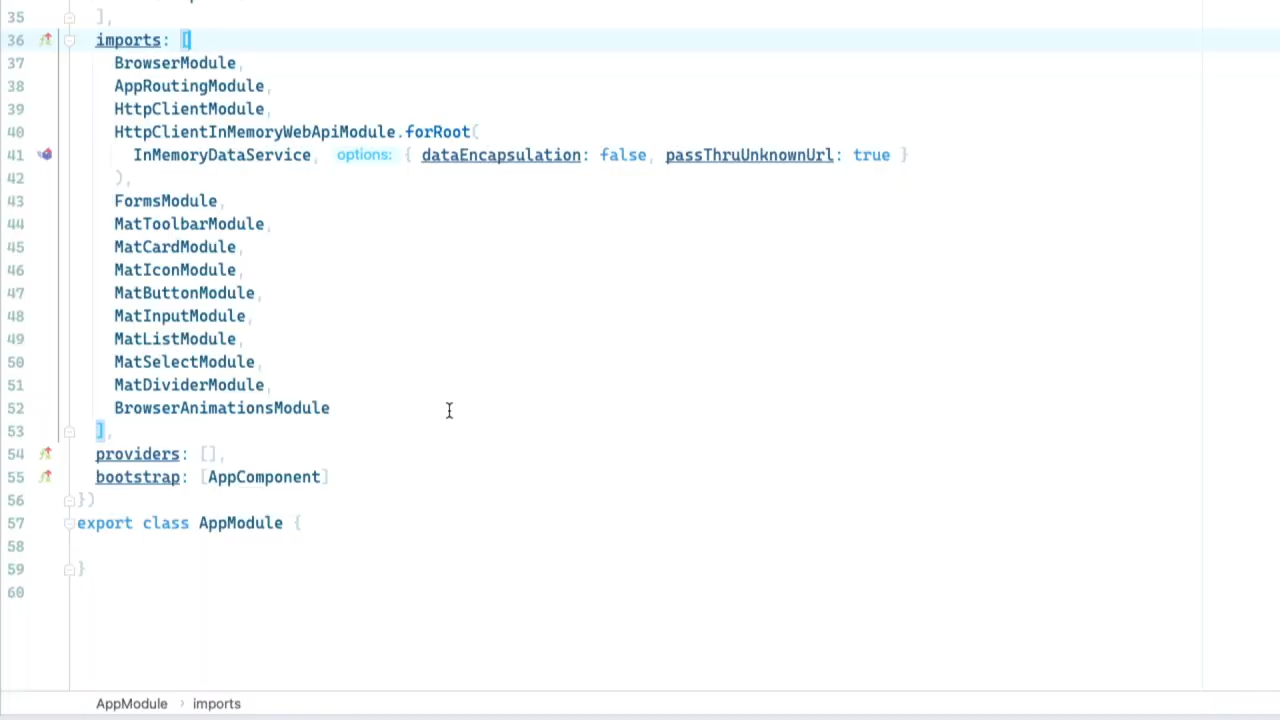 35 ],
36 imports: [
37 BrowserModule,
38 AppRoutingModule,
39 HttpClientModule,
40 HttpClientInMemoryWebApiModule.forRoot(
41 InMemoryDataService, options: { dataEncapsulation: false, passThruUnknownUrl: true }
42 ),
43 FormsModule,
44 MatToolbarModule,
45 MatCardModule,
46 MatIconModule,
47 MatButtonModule,
48 MatInputModule,
49 MatListModule,
50 MatSelectModule,
51 MatDividerModule,
52 BrowserAnimationsModule
53 ],
54 providers: [],
55 bootstrap: [AppComponent]
56 })
57 export class AppModule {
58
59 }
60
AppModule › imports